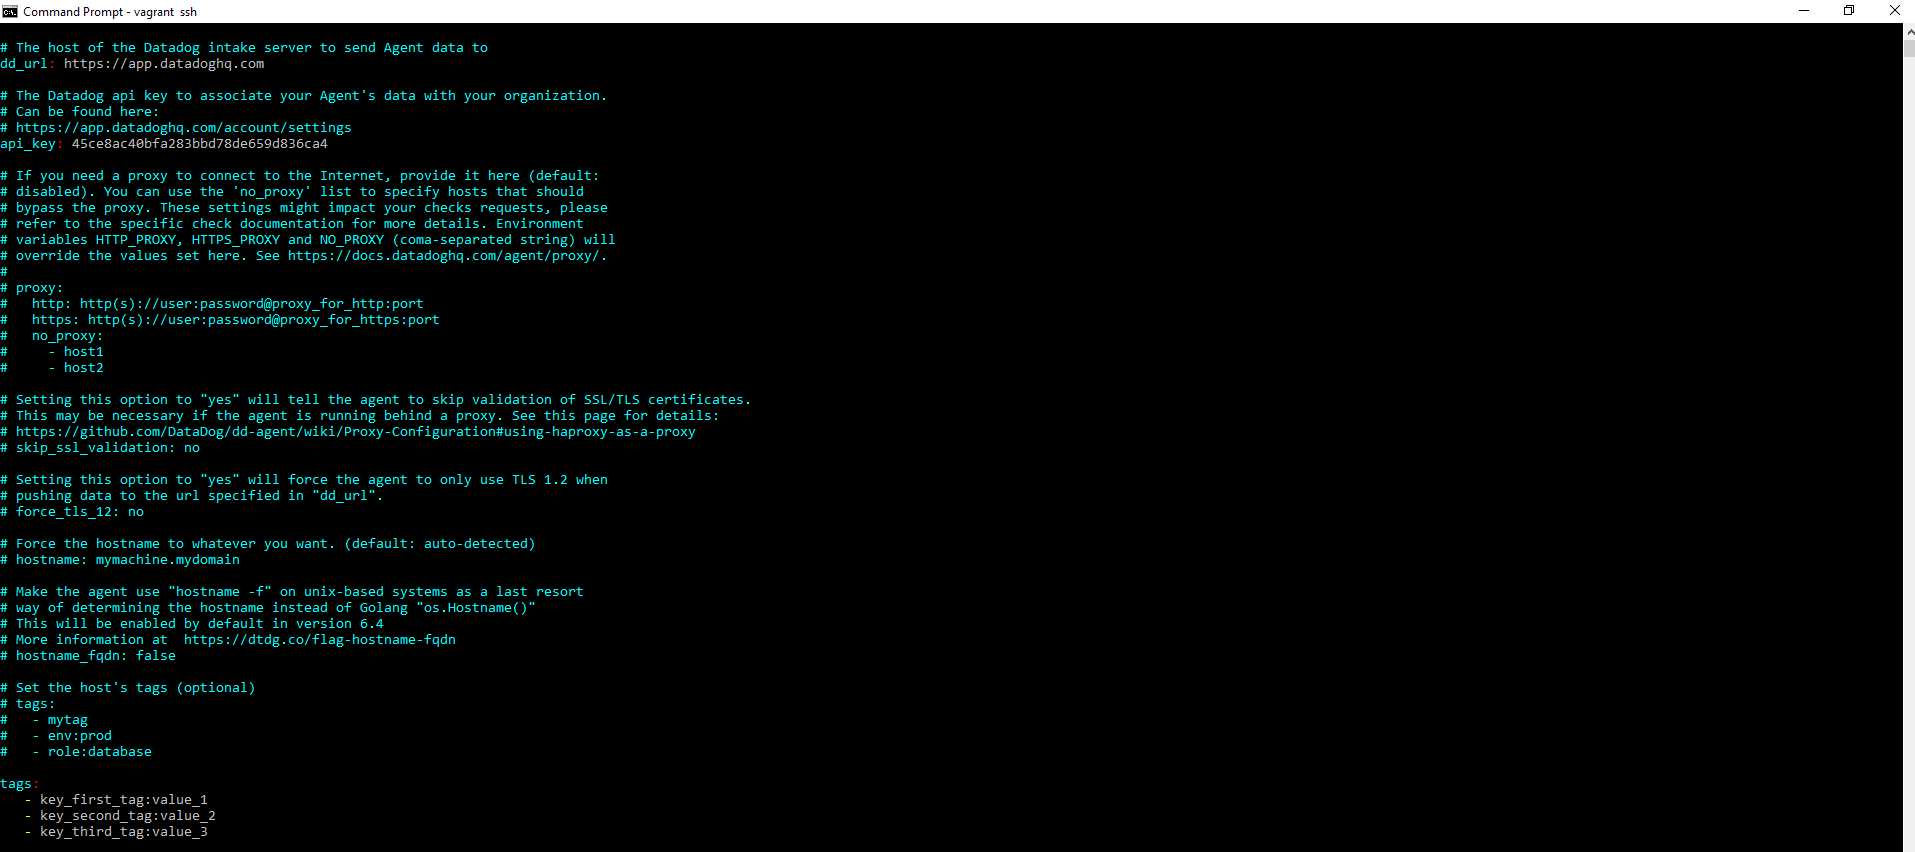 Command Prompt - vagrant ssh
# The host of the Datadog intake server to send Agent data to
dd_url: https://app.datadoghq.com
# The Datadog api key to associate your Agent's data with your organization.
# Can be found here:
# https://app.datadoghq.com/account/settings
api_key: 45ce8ac40bfa283bbd78de659d836ca4
# If you need a proxy to connect to the Internet, provide it here (default:
# disabled). You can use the 'no_proxy' list to specify hosts that should
# bypass the proxy. These settings might impact your checks requests, please
# refer to the specific check documentation for more details. Environment
# variables HTTP_PROXY, HTTPS_PROXY and NO_PROXY (coma-separated string) will
# override the values set here. See https://docs.datadoghq.com/agent/proxy/.
#
# proxy:
#   http: http(s)://user:password@proxy_for_http:port
#   https: http(s)://user:password@proxy_for_https:port
#   no_proxy:
#     - host1
#     - host2
# Setting this option to "yes" will tell the agent to skip validation of SSL/TLS certificates.
# This may be necessary if the agent is running behind a proxy. See this page for details:
# https://github.com/DataDog/dd-agent/wiki/Proxy-Configuration#using-haproxy-as-a-proxy
# skip_ssl_validation: no
# Setting this option to "yes" will force the agent to only use TLS 1.2 when
# pushing data to the url specified in "dd_url".
# force_tls_12: no
# Force the hostname to whatever you want. (default: auto-detected)
# hostname: mymachine.mydomain
# Make the agent use "hostname -f" on unix-based systems as a last resort
# way of determining the hostname instead of Golang "os.Hostname()"
# This will be enabled by default in version 6.4
# More information at  https://dtdg.co/flag-hostname-fqdn
# hostname_fqdn: false
# Set the host's tags (optional)
# tags:
#   - mytag
#   - env:prod
#   - role:database
tags:
   - key_first_tag:value_1
   - key_second_tag:value_2
   - key_third_tag:value_3